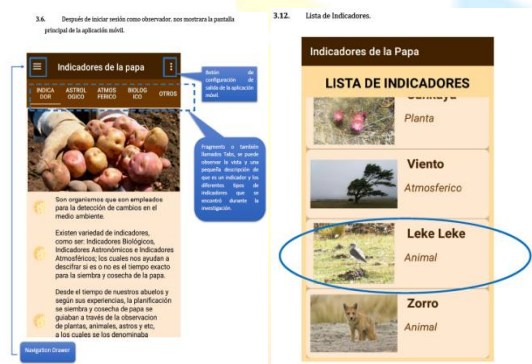 3.6. Después de iniciar sesión como observador, nos mostrara la pantalla
principal de la aplicación móvil.
Indicadores de la papa
INDICA
DOR
ASTROL
OGICO
ATMOS
FERICO
BIOLOG
ICO
OTROS
Botón de
configuración de
salida de la aplicación
móvil.
Fragmento o también
llamados Tabs, se puede
observar la vista y una
pequeña descripción de
que es un indicador y los
diferentes tipos de
indicadores que se
encontró durante la
investigación.
Son organismos que son empleados
para la detección de cambios en el
medio ambiente.
Existen variedad de indicadores,
como ser: Indicadores Biológicos,
Indicadores Astronómicos e Indicadores
Atmosféricos; los cuales nos ayudan a
descifrar si es o no es el tiempo exacto
para la siembra y cosecha de la papa.
Desde el tiempo de nuestros abuelos y
según sus experiencias, la planificación
se siembra y cosecha de papa se
guiaban a través de la observacion
de plantas, animales, astros y etc,
a los cuales se los denominaba
Navigation Drawer
3.12. Lista de Indicadores.
Indicadores de la Papa
LISTA DE INDICADORES
Planta
Viento
Atmosferico
Leke Leke
Animal
Zorro
Animal